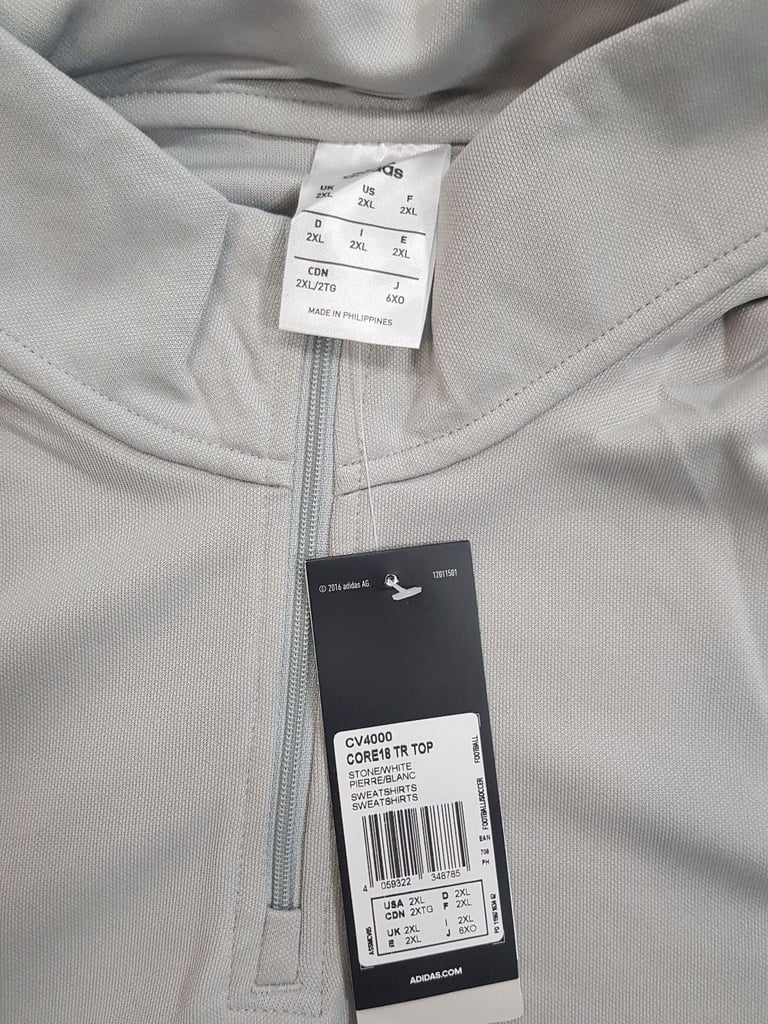 adidas
UK US F
2XL 2XL 2XL
D I E
2XL 2XL 2XL
CDN J
2XL/2TG 6XO
MADE IN PHILIPPINES
© 2016 adidas AG. 12011501
CV4000
CORE18 TR TOP
STONE/WHITE
PIERRE/BLANC
SWEATSHIRTS
SWEATSHIRTS
FOOTBALL
FOOTBALL/SOCCER
EAN
708
PH
4 059322 348785
USA 2XL D 2XL
CDN 2XTG F 2XL
UK 2XL I 2XL
E 2XL J 6XO
ADIDAS.COM